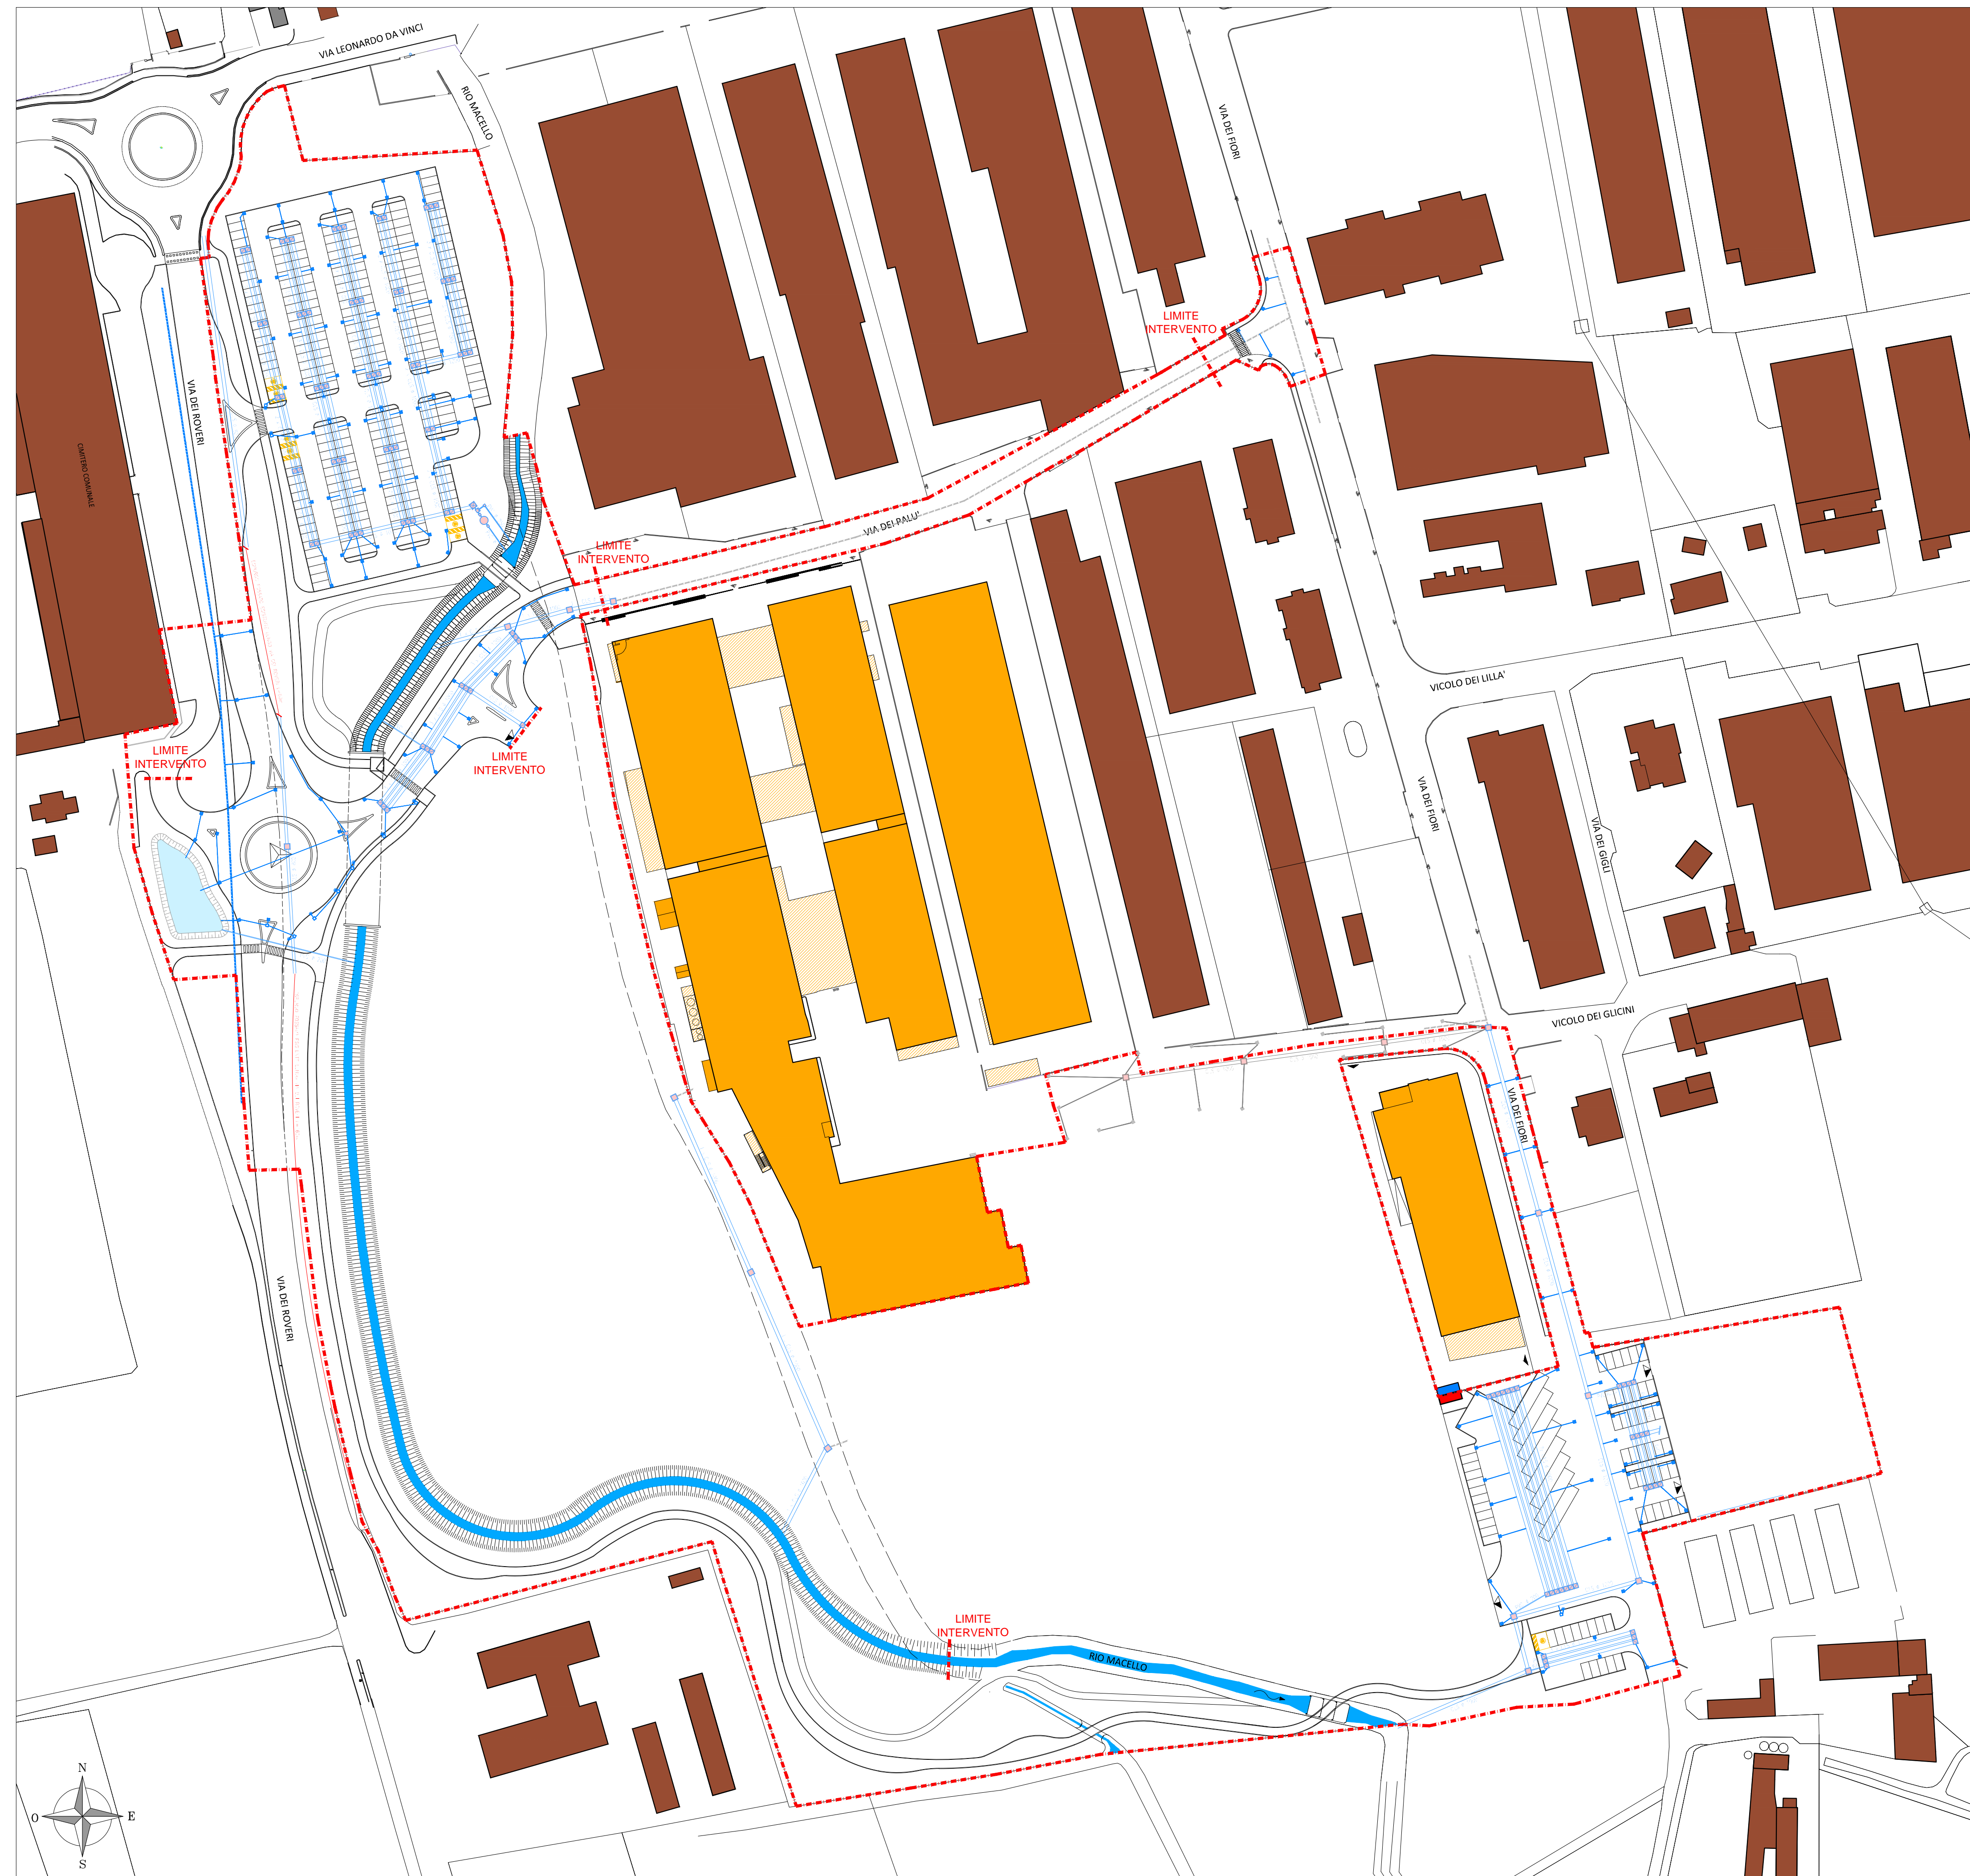 VIA LEONARDO DA VINCI
RIO MACELLO
VIA DEI FIORI
LIMITE
INTERVENTO
VIA DEI ROVERI
CIMITERO COMUNALE
VIA DEI PALU'
LIMITE
INTERVENTO
VICOLO DEI LILLA'
LIMITE
INTERVENTO
LIMITE
INTERVENTO
VIA DEI FIORI
VIA DEI GIGLI
VICOLO DEI GLICINI
VIA DEI FIORI
VIA DEI ROVERI
LIMITE
INTERVENTO
RIO MACELLO
N
O
E
S